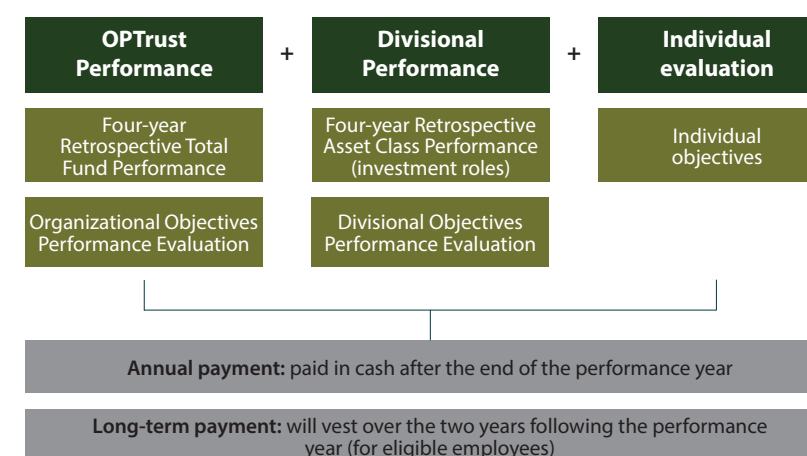 OPTrust
Performance
+
Divisional
Performance
+
Individual
evaluation
Four-year
Retrospective Total
Fund Performance
Four-year Retrospective
Asset Class Performance
(investment roles)
Individual
objectives
Organizational Objectives
Performance Evaluation
Divisional Objectives
Performance Evaluation
Annual payment: paid in cash after the end of the performance year
Long-term payment: will vest over the two years following the performance
year (for eligible employees)